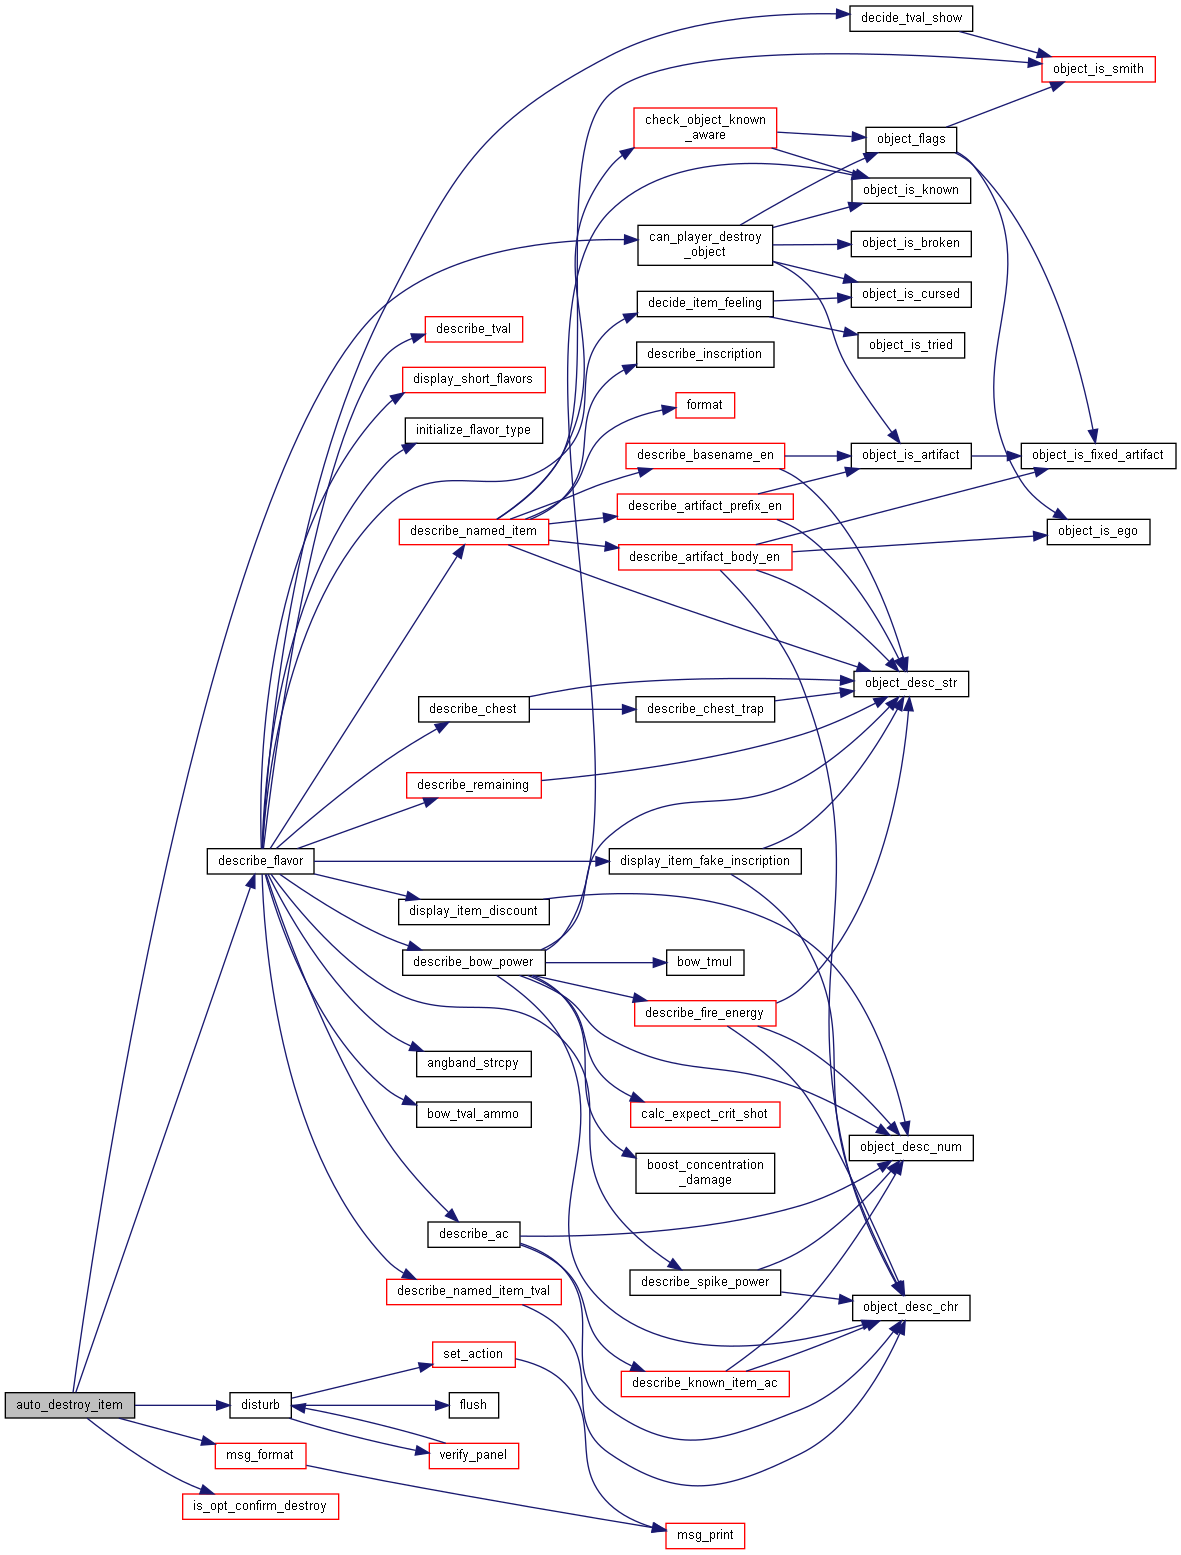 decide_tval_show
object_is_smith
check_object_known
_aware
object_flags
object_is_known
can_player_destroy
_object
object_is_broken
object_is_cursed
decide_item_feeling
describe_tval
object_is_tried
describe_inscription
display_short_flavors
format
initialize_flavor_type
describe_basename_en
object_is_artifact
object_is_fixed_artifact
describe_artifact_prefix_en
describe_named_item
object_is_ego
describe_artifact_body_en
object_desc_str
describe_chest
describe_chest_trap
describe_remaining
describe_flavor
display_item_fake_inscription
display_item_discount
describe_bow_power
bow_tmul
describe_fire_energy
angband_strcpy
bow_tval_ammo
calc_expect_crit_shot
object_desc_num
boost_concentration
_damage
describe_ac
describe_spike_power
describe_named_item_tval
object_desc_chr
set_action
describe_known_item_ac
auto_destroy_item
disturb
flush
msg_format
verify_panel
is_opt_confirm_destroy
msg_print